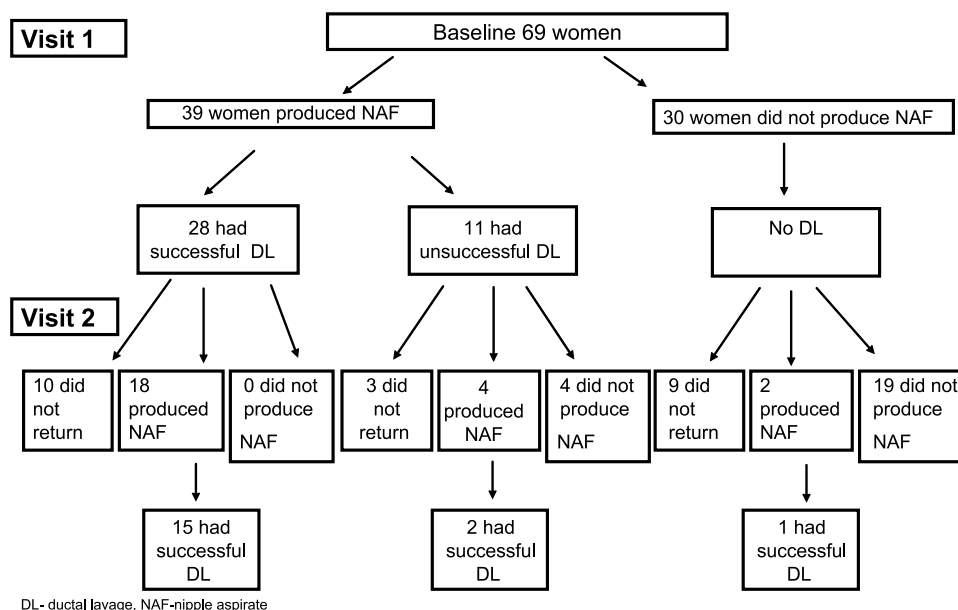 Visit 1
Baseline 69 women
39 women produced NAF
30 women did not produce NAF
28 had
successful DL
11 had
unsuccessful DL
No DL
Visit 2
10 did
not
return
18
produced
NAF
0 did not
produce
NAF
3 did
not
return
4
produced
NAF
4 did not
produce
NAF
9 did
not
return
2
produced
NAF
19 did not
produce
NAF
15 had
successful
DL
2 had
successful
DL
1 had
successful
DL
DL- ductal lavage, NAF-nipple aspirate